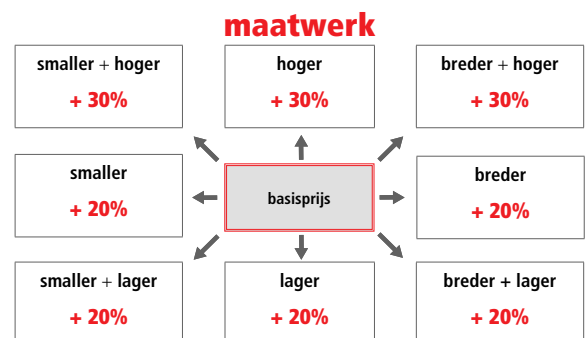 maatwerk
smaller + hoger
+ 30%
hoger
+ 30%
breder + hoger
+ 30%
smaller
+ 20%
basisprijs
breder
+ 20%
smaller + lager
+ 20%
lager
+ 20%
breder + lager
+ 20%